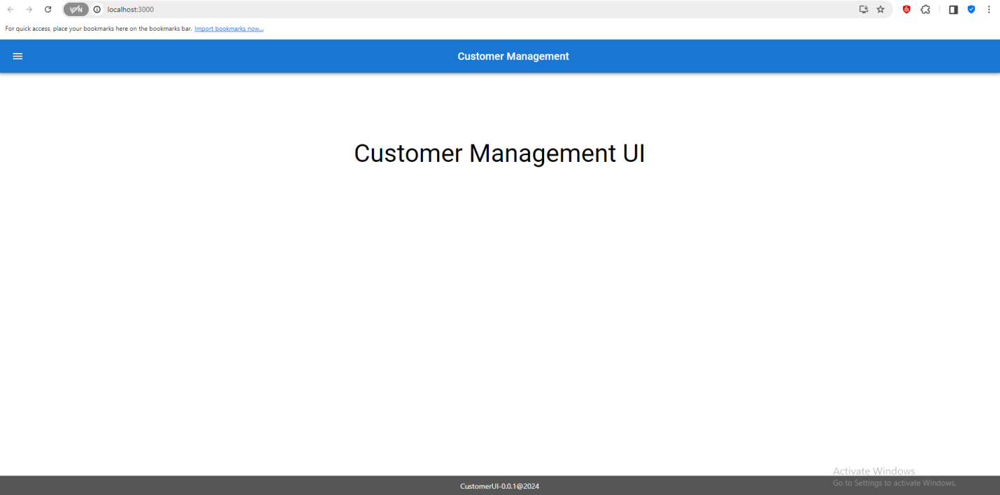 VPN
localhost:3000
For quick access, place your bookmarks here on the bookmarks bar. Import bookmarks now...
Customer Management
Customer Management UI
Activate Windows
Go to Settings to activate Windows.
CustomerUI-0.0.1@2024